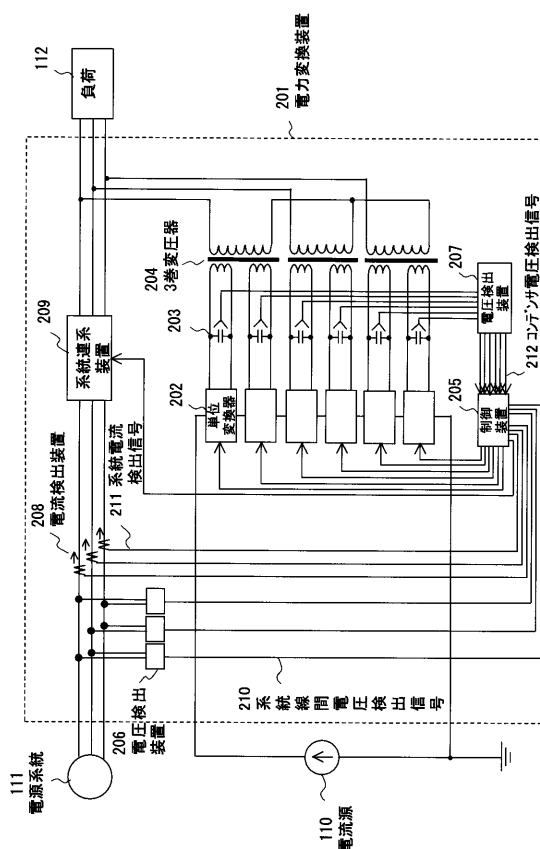 111
電源系統
112
負荷
201
電力変換装置
209
系統連系
装置
208 電流検出装置
211 系統電流
検出信号
206
電圧検出
装置
210
系統線間電圧検出信号
202
単位
変換器
203
204
3巻変圧器
207
電圧検出
装置
205
制御
装置
212 コンデンサ電圧検出信号
110
電流源